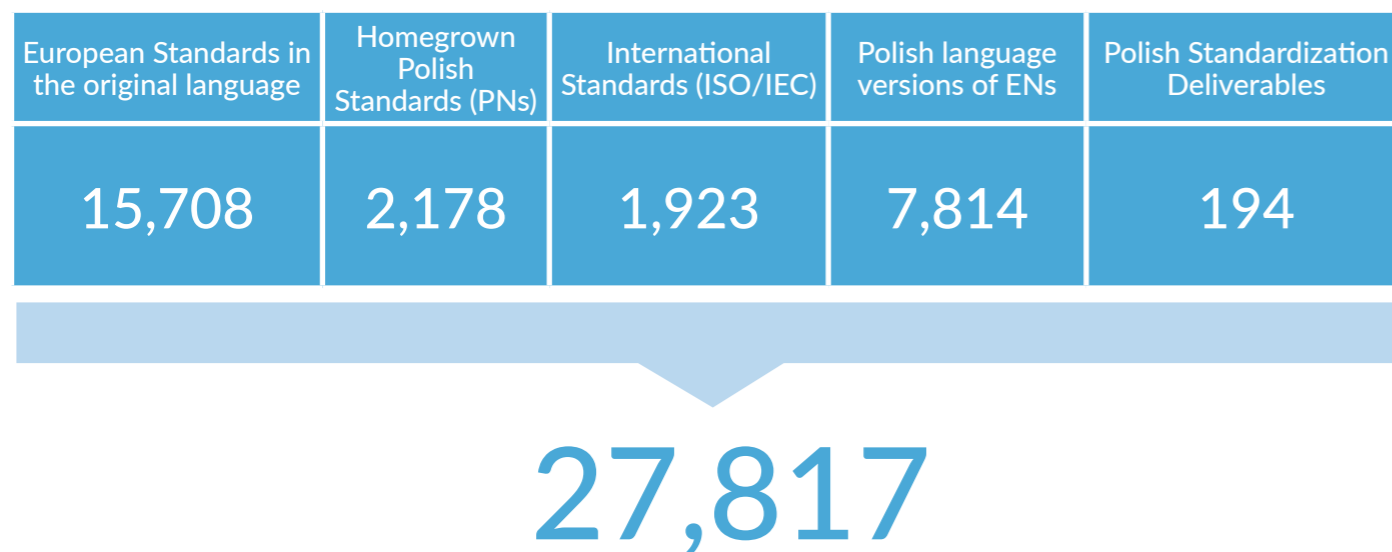 European Standards in
the original language
Homegrown
Polish
Standards (PNs)
International
Standards (ISO/IEC)
Polish language
versions of ENs
Polish Standardization
Deliverables
15,708
2,178
1,923
7,814
194
27,817